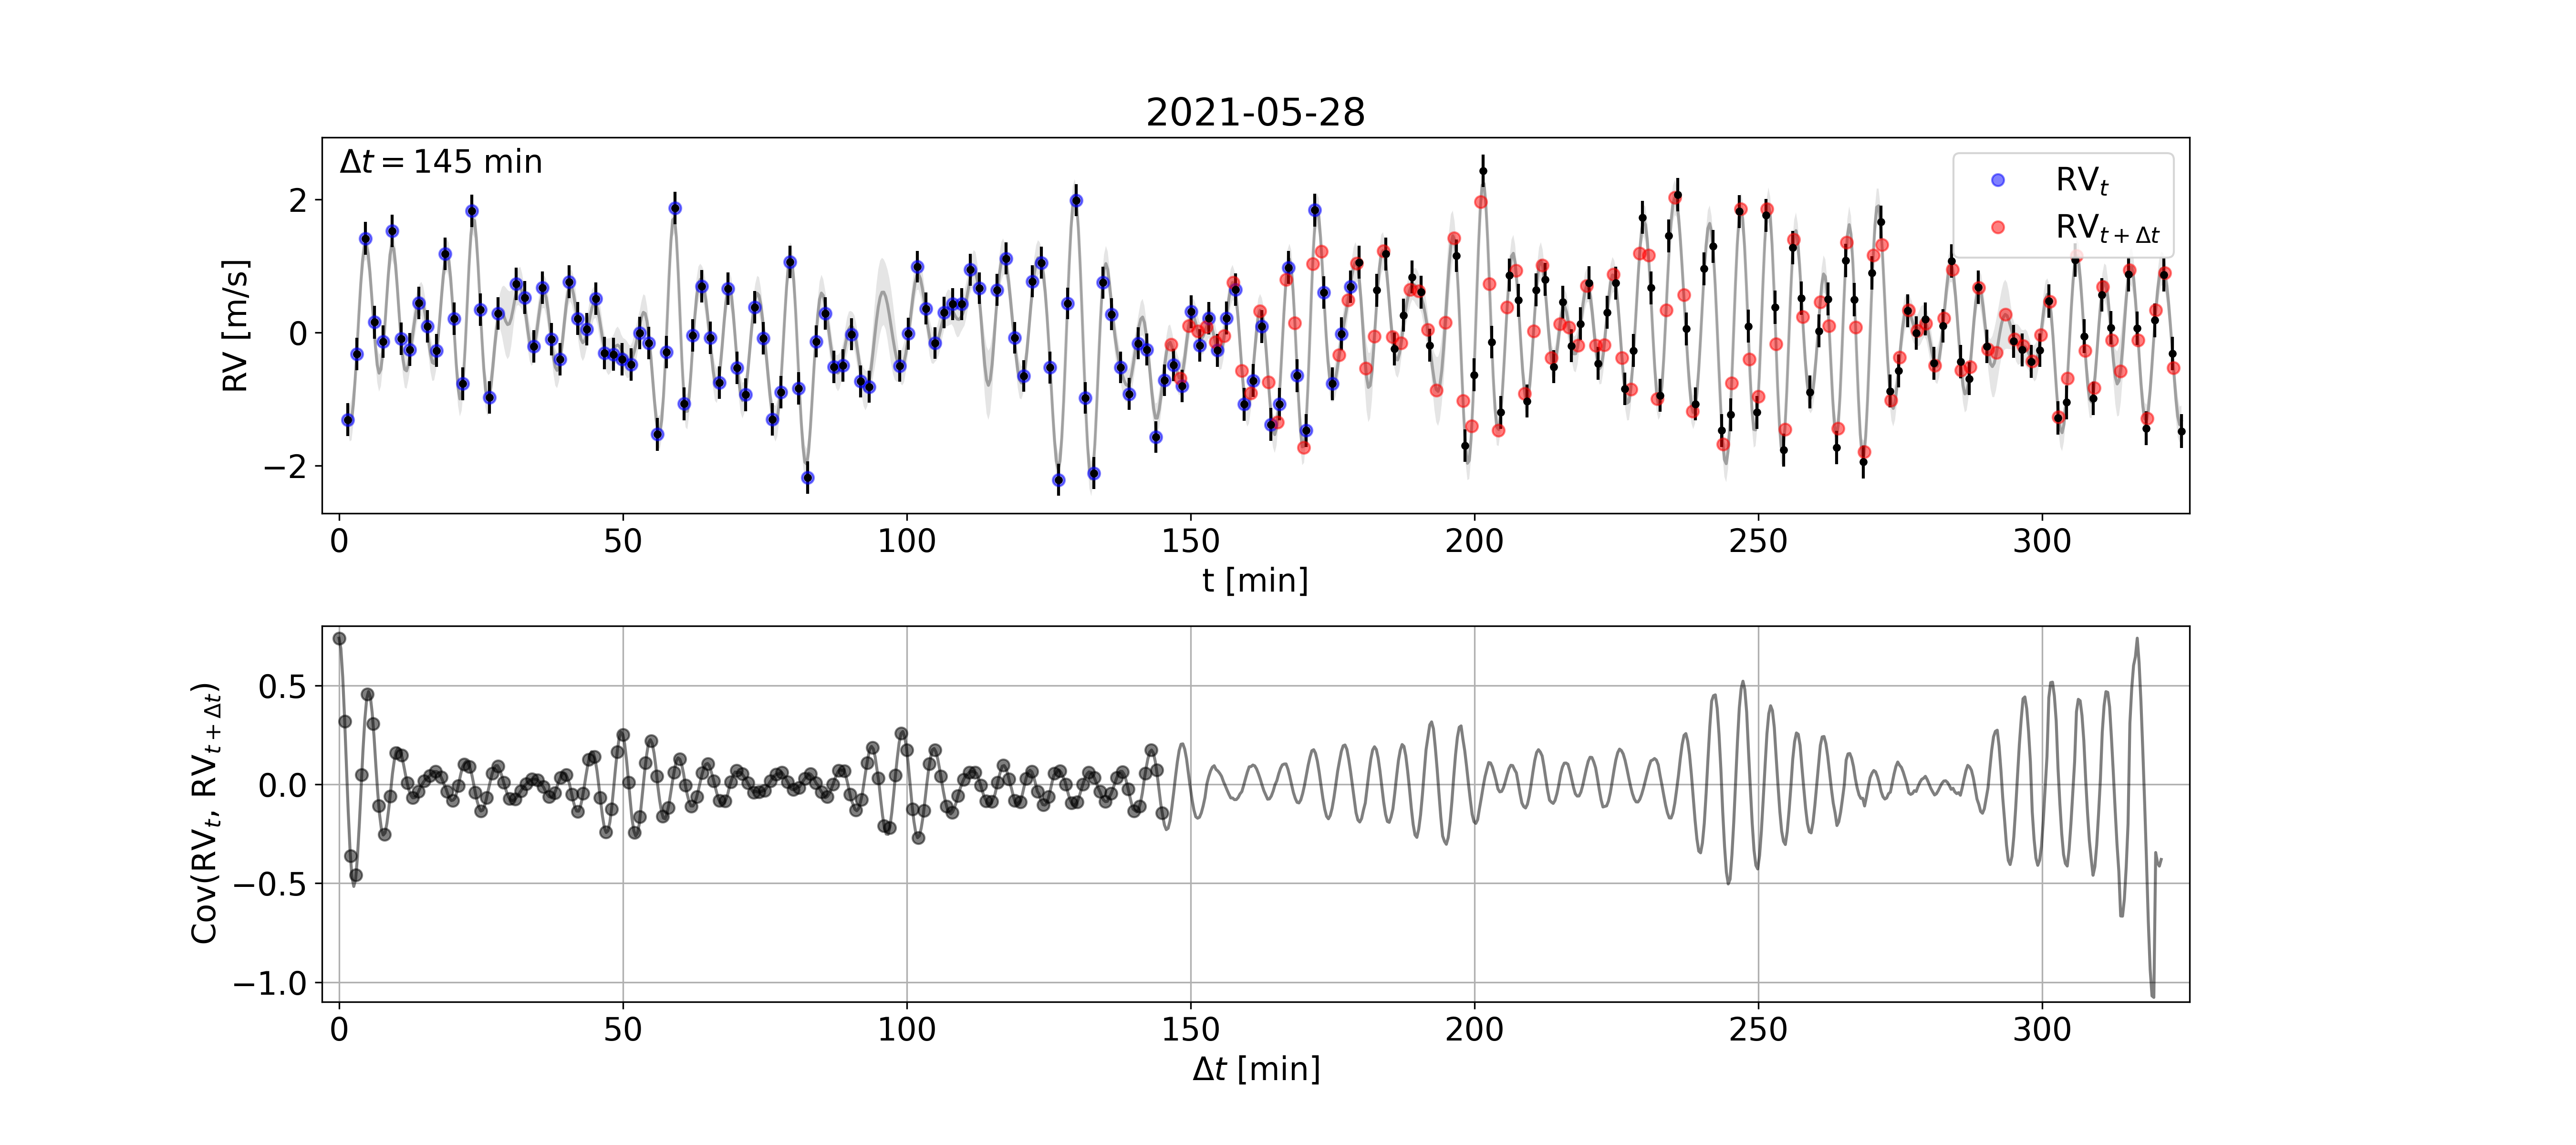 2021-05-28
Δt = 145 min
RV_t
RV_{t+Δt}
RV [m/s]
2
0
−2
0 50 100 150 200 250 300
t [min]
Cov(RV_t, RV_{t+Δt})
0.5
0.0
−0.5
−1.0
0 50 100 150 200 250 300
Δt [min]